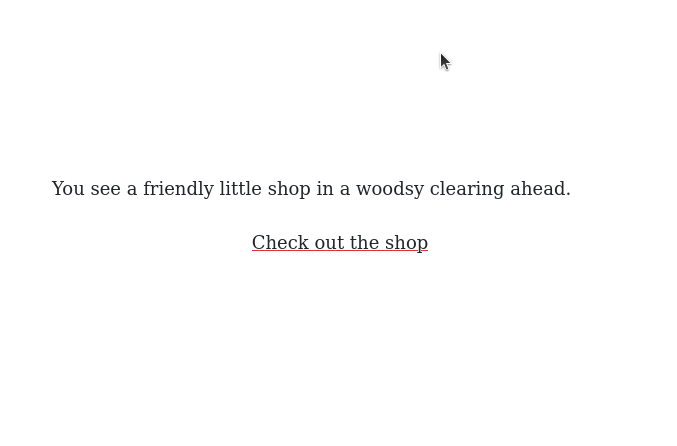 You see a friendly little shop in a woodsy clearing ahead.
Check out the shop